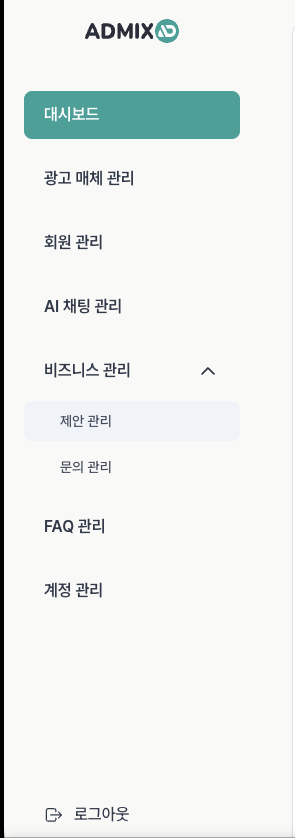 ADMIX AD
대시보드
광고 매체 관리
회원 관리
AI 채팅 관리
비즈니스 관리
제안 관리
문의 관리
FAQ 관리
계정 관리
로그아웃